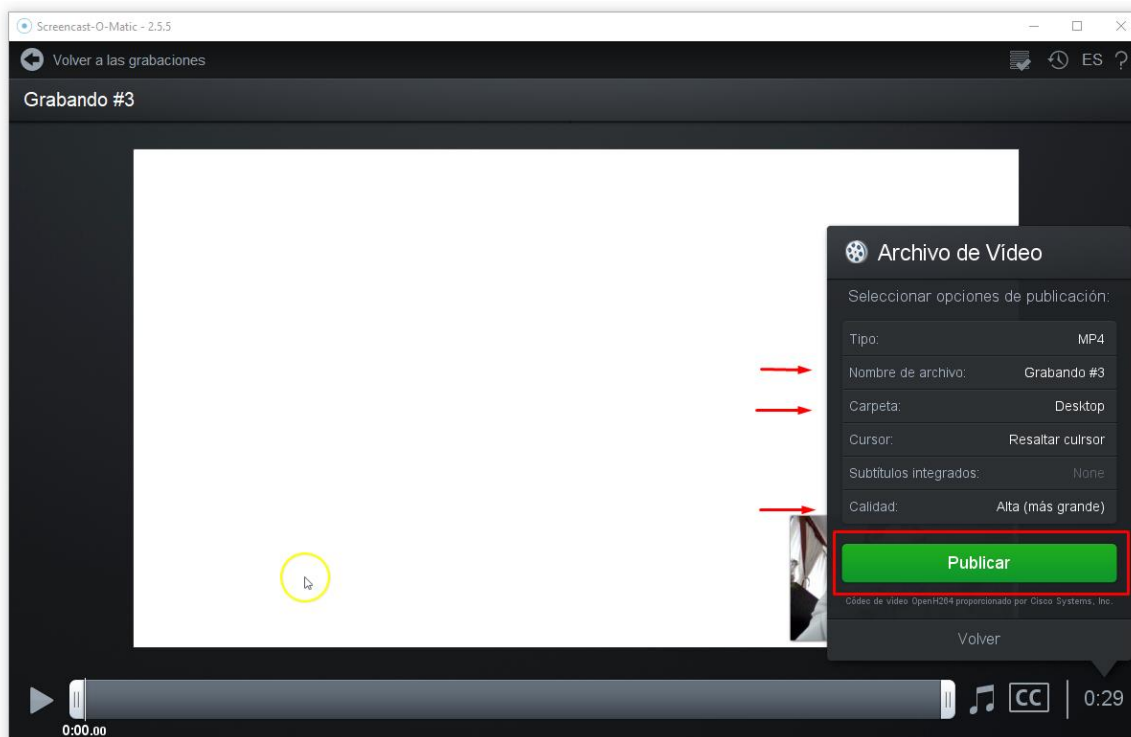 Screencast-O-Matic - 2.5.5
Volver a las grabaciones
ES ?
Grabando #3
Archivo de Vídeo
Seleccionar opciones de publicación:
Tipo: MP4
Nombre de archivo: Grabando #3
Carpeta: Desktop
Cursor: Resaltar culrsor
Subtítulos integrados: None
Calidad: Alta (más grande)
Publicar
Códec de vídeo OpenH264 proporcionado por Cisco Systems, Inc.
Volver
CC 0:29
0:00.00